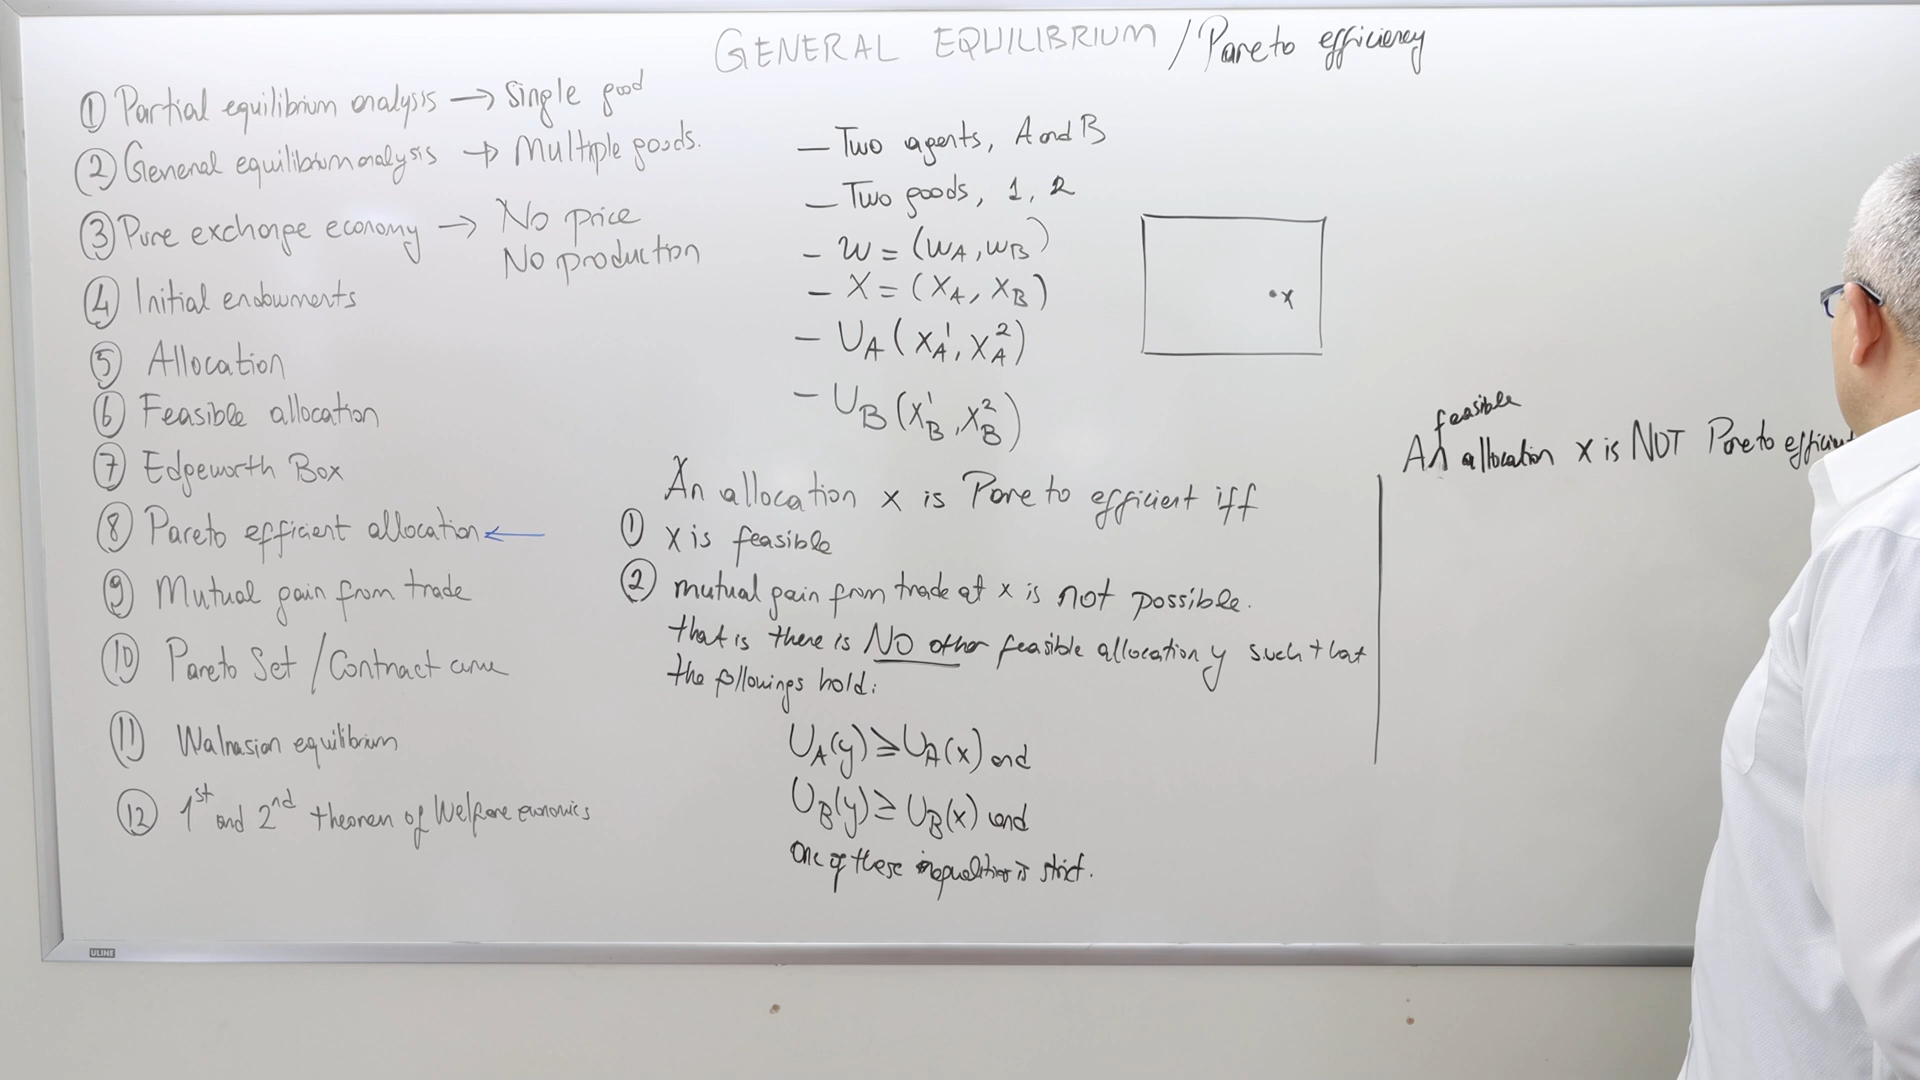 GENERAL EQUILIBRIUM / Pareto efficiency
① Partial equilibrium analysis → Single good
② General equilibrium analysis → Multiple goods.
③ Pure exchange economy → No price
No production
④ Initial endowments
⑤ Allocation
⑥ Feasible allocation
⑦ Edgeworth Box
⑧ Pareto efficient allocation ←
⑨ Mutual gain from trade
⑩ Pareto Set / Contract curve
⑪ Walrasian equilibrium
⑫ 1st and 2nd theorem of Welfare economics
— Two agents, A and B
— Two goods, 1, 2
— w = (wA, wB)
— X = (XA, XB)
— UA(XA¹, XA²)
— UB(XB¹, XB²)
• x
An allocation x is Pareto efficient iff
① x is feasible
② mutual gain from trade at x is not possible.
that is there is NO other feasible allocation y such that
the followings hold:
UA(y) ≥ UA(x) and
UB(y) ≥ UB(x) and
One of these inequalities is strict.
feasible
An allocation x is NOT Pareto efficient
ULINE